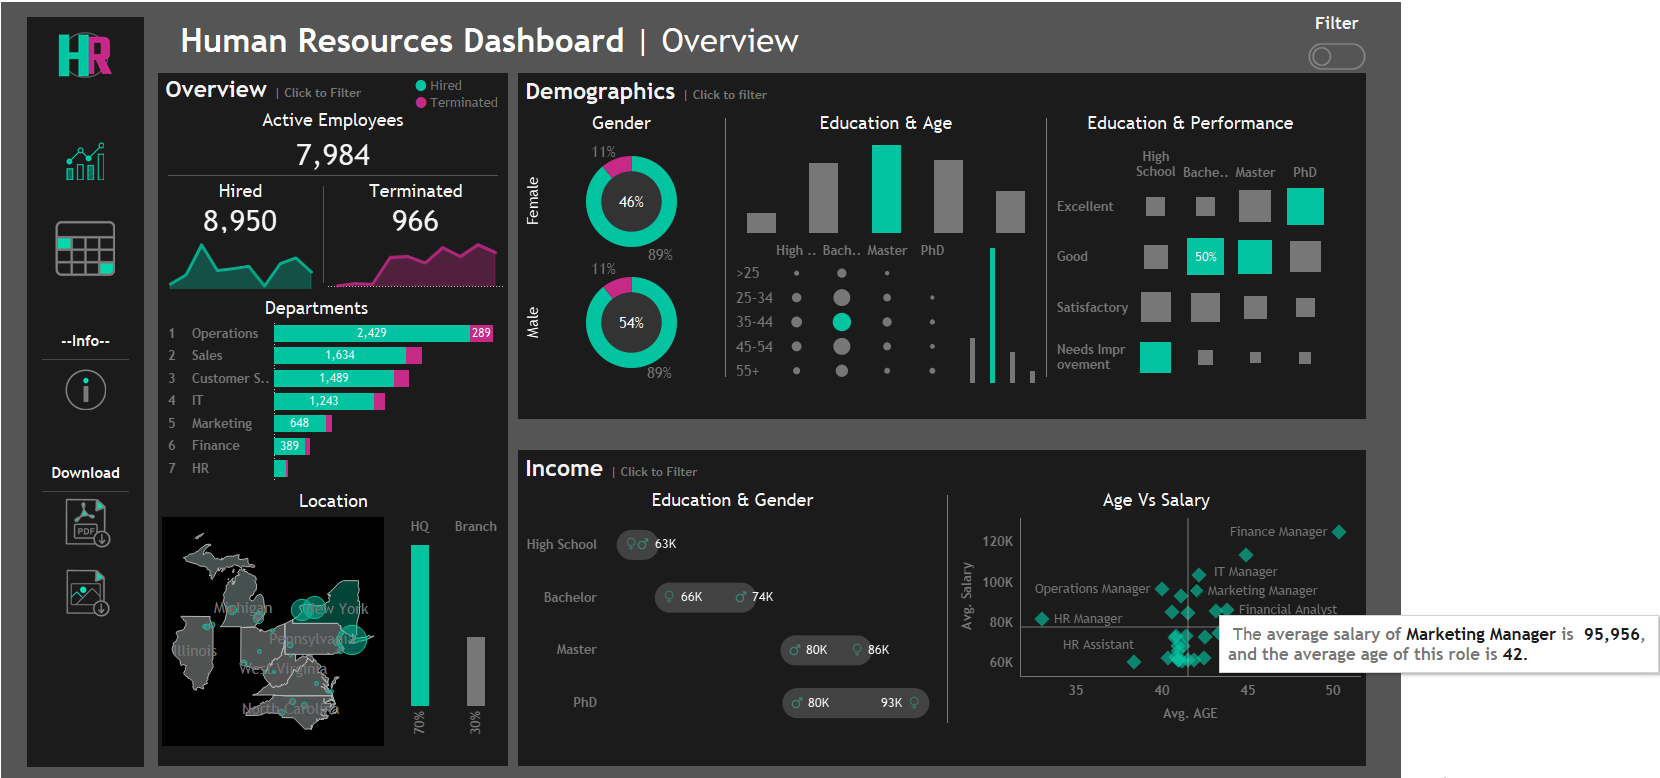 HR
Human Resources Dashboard | Overview
Filter
Overview | Click to Filter
Hired
Terminated
Active Employees
7,984
Hired
8,950
Terminated
966
Departments
1 Operations 2,429 289
2 Sales 1,634
3 Customer S.. 1,489
4 IT 1,243
5 Marketing 648
6 Finance 389
7 HR
Location
Michigan
New York
Pennsylvania
Illinois
West Virginia
North Carolina
HQ Branch
70% 30%
--Info--
i
Download
PDF
Demographics | Click to filter
Gender
Female
11%
46%
89%
Male
11%
54%
89%
Education & Age
High .. Bach.. Master PhD
>25
25-34
35-44
45-54
55+
Education & Performance
High
School Bache.. Master PhD
Excellent
Good 50%
Satisfactory
Needs Impr
ovement
Income | Click to Filter
Education & Gender
High School ♀♂ 63K
Bachelor ♀ 66K ♂ 74K
Master ♂ 80K ♀ 86K
PhD ♂ 80K 93K ♀
Age Vs Salary
Avg. Salary
120K
100K
80K
60K
Finance Manager
IT Manager
Operations Manager
Marketing Manager
Financial Analyst
HR Manager
HR Assistant
35 40 45 50
Avg. AGE
The average salary of Marketing Manager is 95,956,
and the average age of this role is 42.